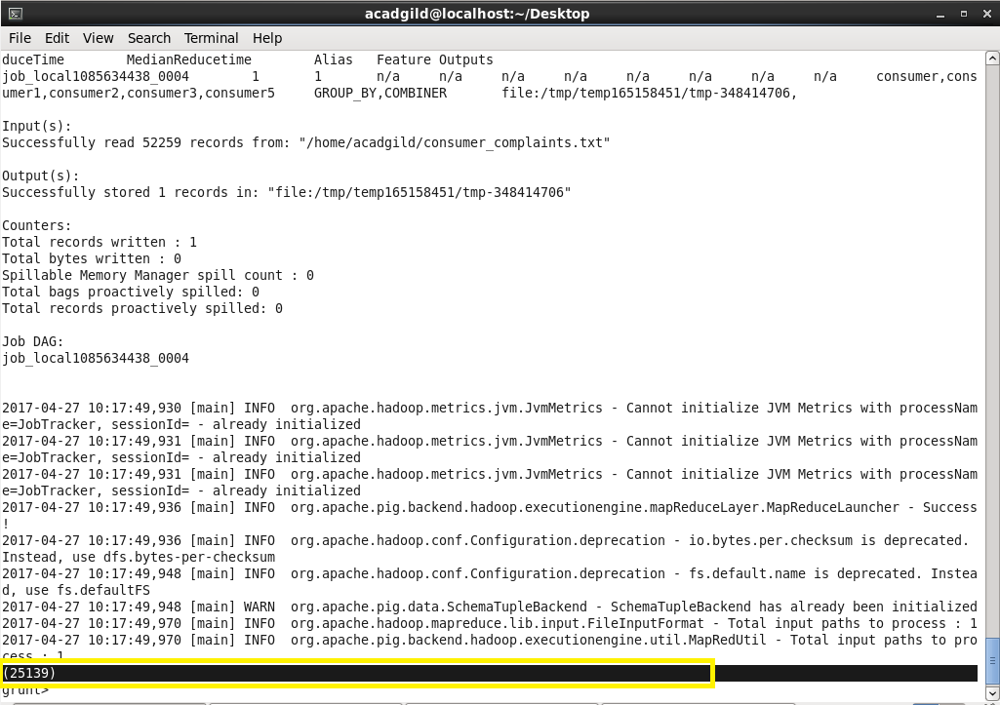 acadgild@localhost:~/Desktop
File Edit View Search Terminal Help
duceTime MedianReducetime Alias Feature Outputs
job_local1085634438_0004 1 1 n/a n/a n/a n/a n/a n/a n/a n/a consumer,cons
umer1,consumer2,consumer3,consumer5 GROUP_BY,COMBINER file:/tmp/temp165158451/tmp-348414706,
Input(s):
Successfully read 52259 records from: "/home/acadgild/consumer_complaints.txt"
Output(s):
Successfully stored 1 records in: "file:/tmp/temp165158451/tmp-348414706"
Counters:
Total records written : 1
Total bytes written : 0
Spillable Memory Manager spill count : 0
Total bags proactively spilled: 0
Total records proactively spilled: 0
Job DAG:
job_local1085634438_0004
2017-04-27 10:17:49,930 [main] INFO org.apache.hadoop.metrics.jvm.JvmMetrics - Cannot initialize JVM Metrics with processNam
e=JobTracker, sessionId= - already initialized
2017-04-27 10:17:49,931 [main] INFO org.apache.hadoop.metrics.jvm.JvmMetrics - Cannot initialize JVM Metrics with processNam
e=JobTracker, sessionId= - already initialized
2017-04-27 10:17:49,931 [main] INFO org.apache.hadoop.metrics.jvm.JvmMetrics - Cannot initialize JVM Metrics with processNam
e=JobTracker, sessionId= - already initialized
2017-04-27 10:17:49,936 [main] INFO org.apache.pig.backend.hadoop.executionengine.mapReduceLayer.MapReduceLauncher - Success
!
2017-04-27 10:17:49,936 [main] INFO org.apache.hadoop.conf.Configuration.deprecation - io.bytes.per.checksum is deprecated.
Instead, use dfs.bytes-per-checksum
2017-04-27 10:17:49,948 [main] INFO org.apache.hadoop.conf.Configuration.deprecation - fs.default.name is deprecated. Instea
d, use fs.defaultFS
2017-04-27 10:17:49,948 [main] WARN org.apache.pig.data.SchemaTupleBackend - SchemaTupleBackend has already been initialized
2017-04-27 10:17:49,970 [main] INFO org.apache.hadoop.mapreduce.lib.input.FileInputFormat - Total input paths to process : 1
2017-04-27 10:17:49,970 [main] INFO org.apache.pig.backend.hadoop.executionengine.util.MapRedUtil - Total input paths to pro
cess : 1
(25139)
grunt>